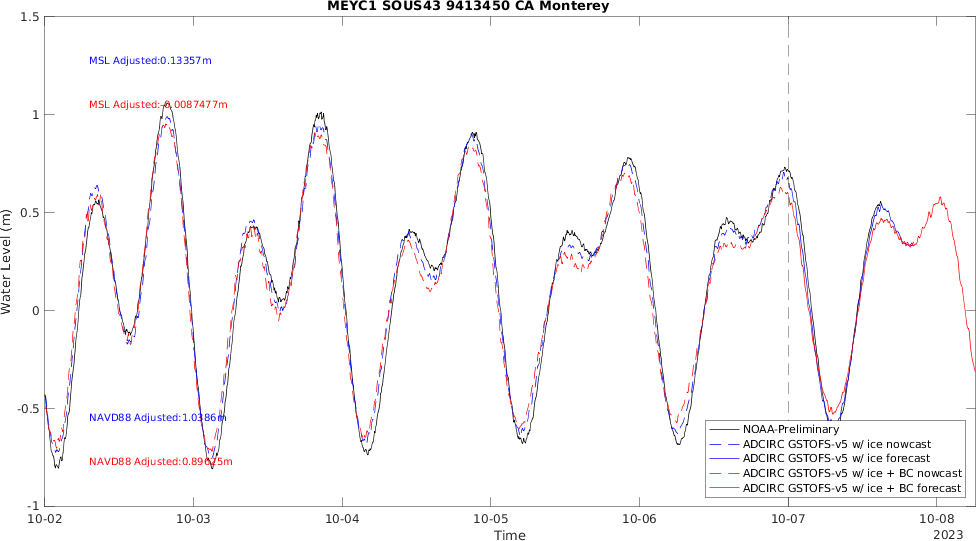 MEYC1 SOUS43 9413450 CA Monterey
1.5
1
0.5
0
-0.5
-1
Water Level (m)
MSL Adjusted:0.13357m
MSL Adjusted:-0.0087477m
NAVD88 Adjusted:1.0386m
NAVD88 Adjusted:0.89625m
NOAA-Preliminary
ADCIRC GSTOFS-v5 w/ ice nowcast
ADCIRC GSTOFS-v5 w/ ice forecast
ADCIRC GSTOFS-v5 w/ ice + BC nowcast
ADCIRC GSTOFS-v5 w/ ice + BC forecast
10-02 10-03 10-04 10-05 10-06 10-07 10-08
Time
2023